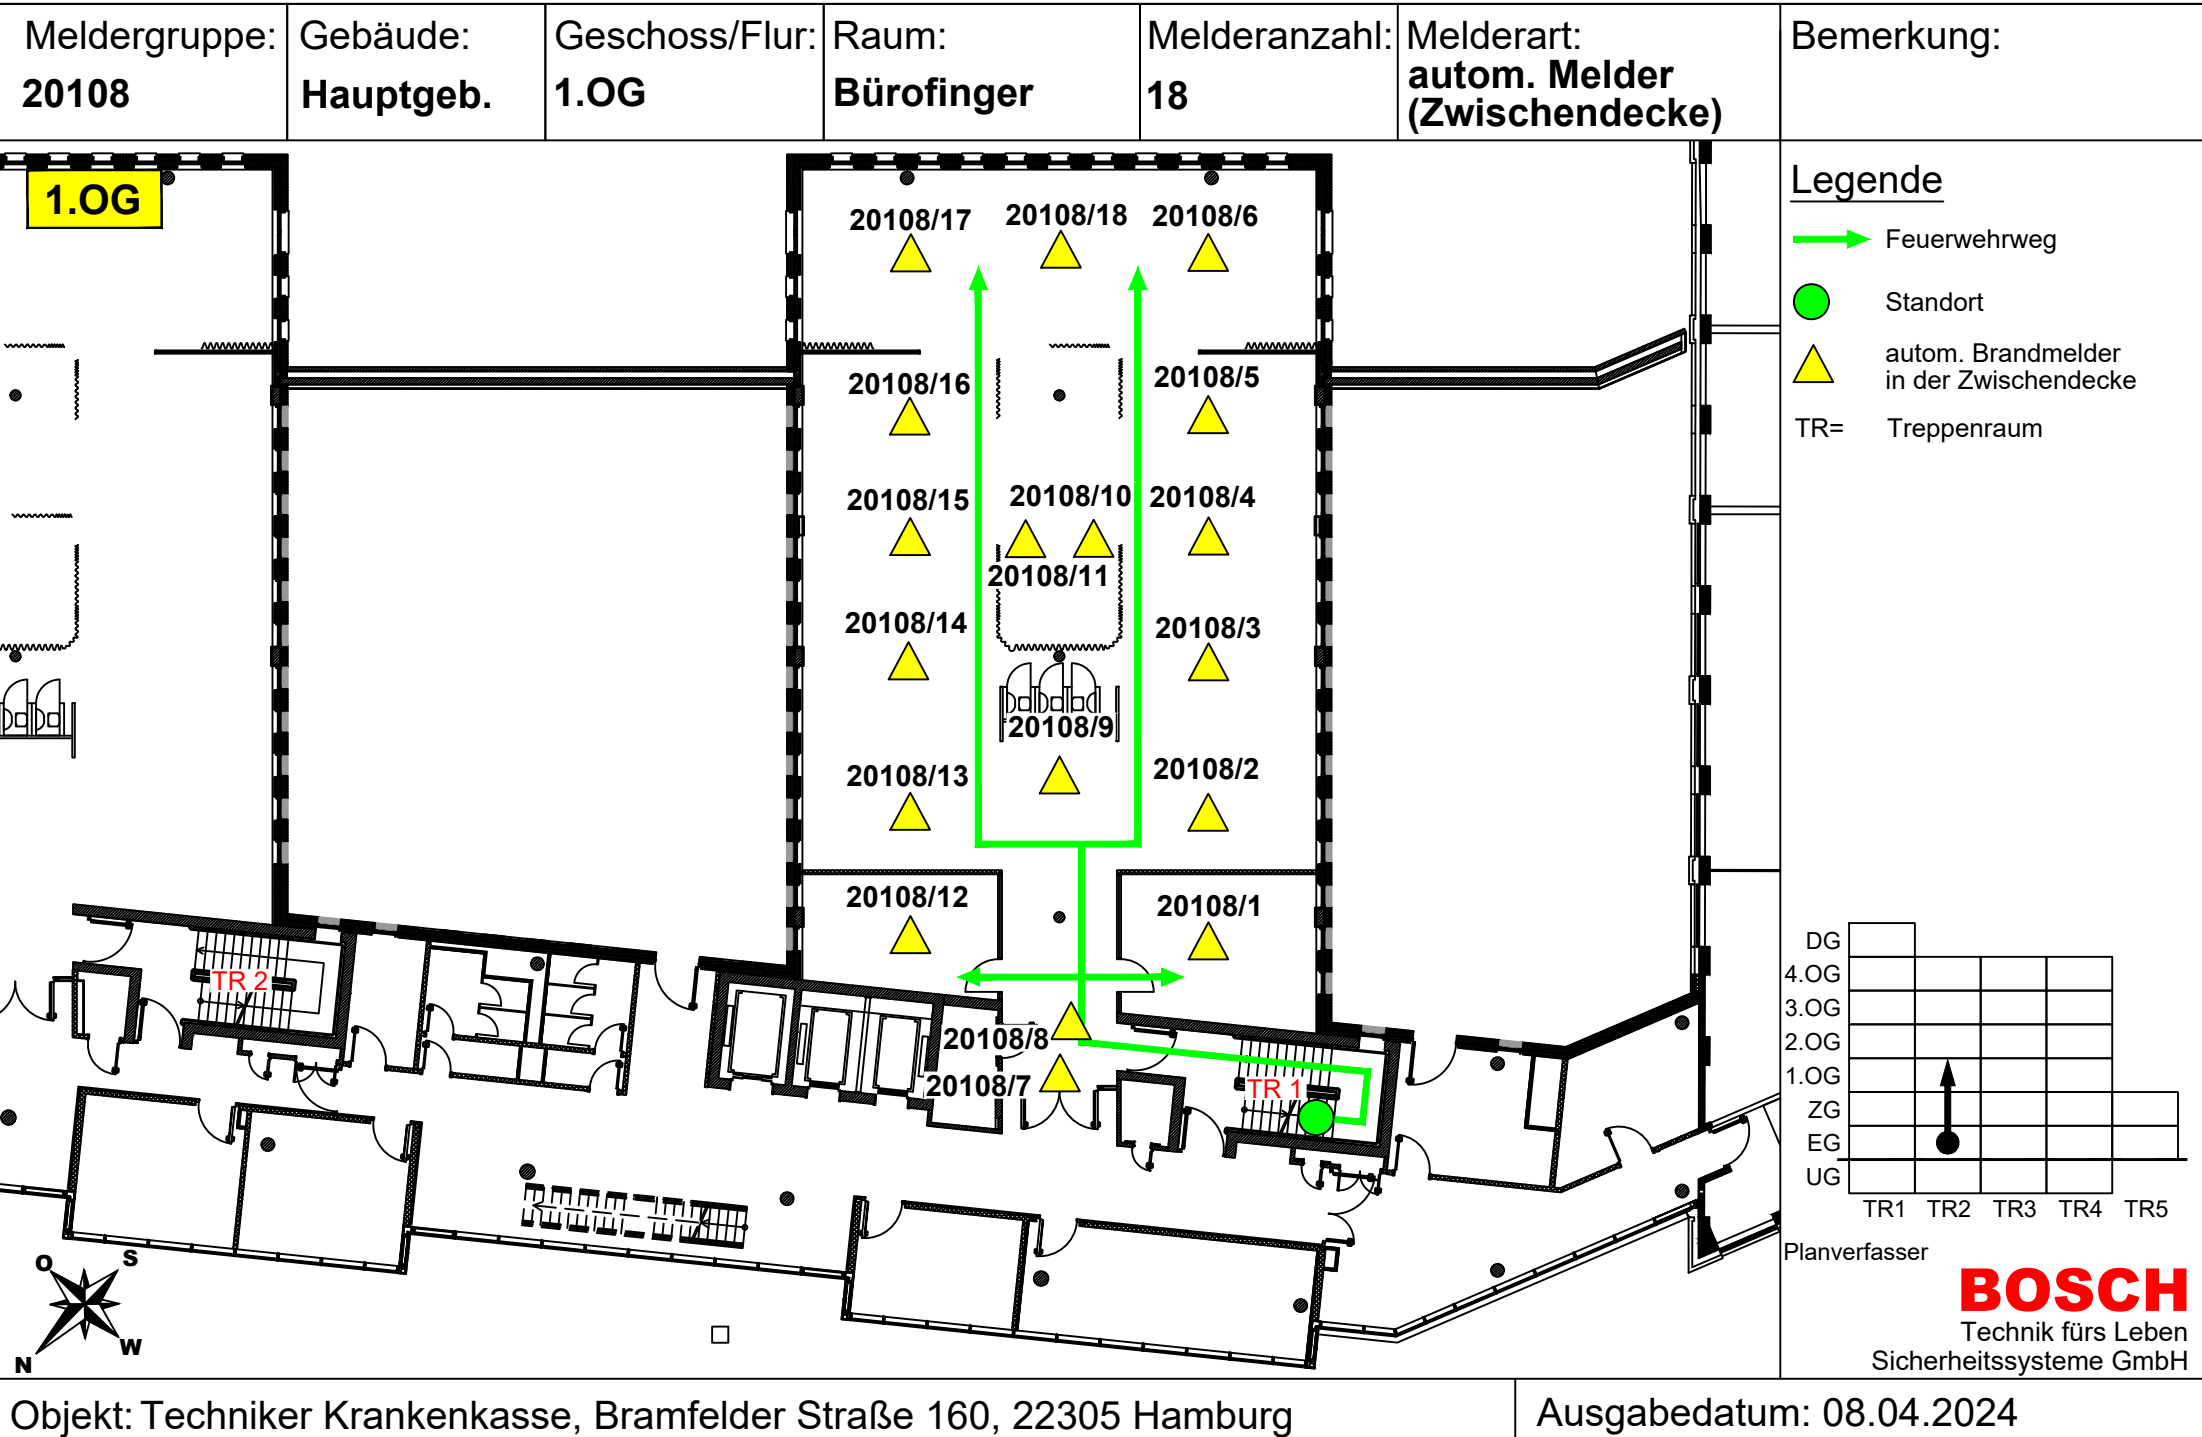 Meldergruppe: Gebäude: Geschoss/Flur: Raum: Melderanzahl: Melderart: Bemerkung:
20108 Hauptgeb. 1.OG Bürofinger 18 autom. Melder
(Zwischendecke)
1.OG
20108/17 20108/18 20108/6
20108/16 20108/5
20108/15 20108/10 20108/4
20108/11
20108/14 20108/3
20108/9
20108/13 20108/2
20108/12 20108/1
TR 2
20108/8
20108/7 TR 1
O S
N W
Legende
Feuerwehrweg
Standort
autom. Brandmelder
in der Zwischendecke
TR= Treppenraum
DG
4.OG
3.OG
2.OG
1.OG
ZG
EG
UG
TR1 TR2 TR3 TR4 TR5
Planverfasser
BOSCH
Technik fürs Leben
Sicherheitssysteme GmbH
Objekt: Techniker Krankenkasse, Bramfelder Straße 160, 22305 Hamburg Ausgabedatum: 08.04.2024